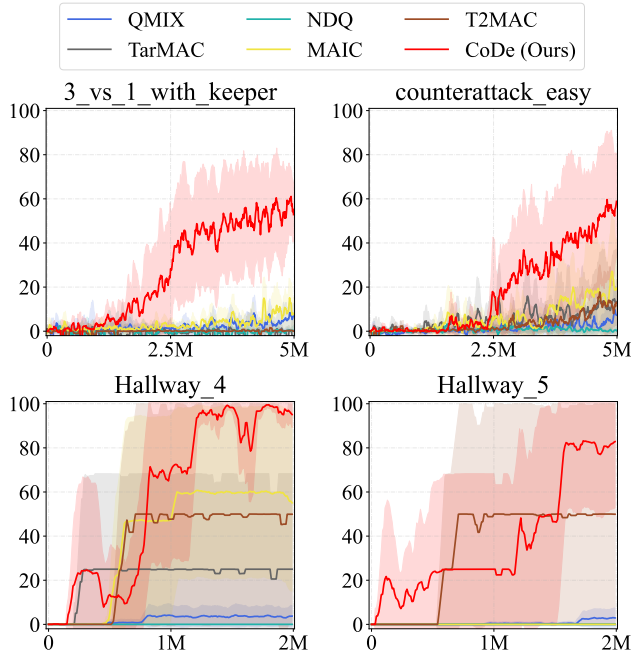 QMIX NDQ T2MAC
TarMAC MAIC CoDe (Ours)
3_vs_1_with_keeper counterattack_easy
100 100
80 80
60 60
40 40
20 20
0 0
0 2.5M 5M 0 2.5M 5M
Hallway_4 Hallway_5
100 100
80 80
60 60
40 40
20 20
0 0
0 1M 2M 0 1M 2M